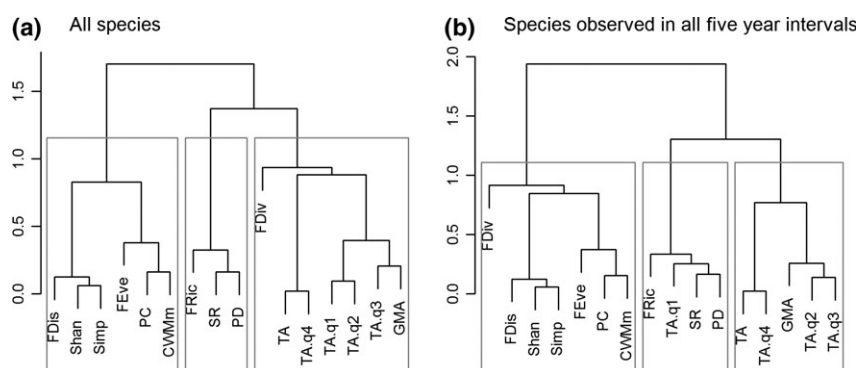 (a) All species
1.5
1.0
0.5
0.0
FDis
Shan
Simp
FEve
PC
CWMm
FRic
SR
PD
FDiv
TA
TA.q4
TA.q1
TA.q2
TA.q3
GMA
(b) Species observed in all five year intervals
2.0
1.5
1.0
0.5
0.0
FDiv
FDis
Shan
Simp
FEve
PC
CWMm
FRic
TA.q1
SR
PD
TA
TA.q4
GMA
TA.q2
TA.q3